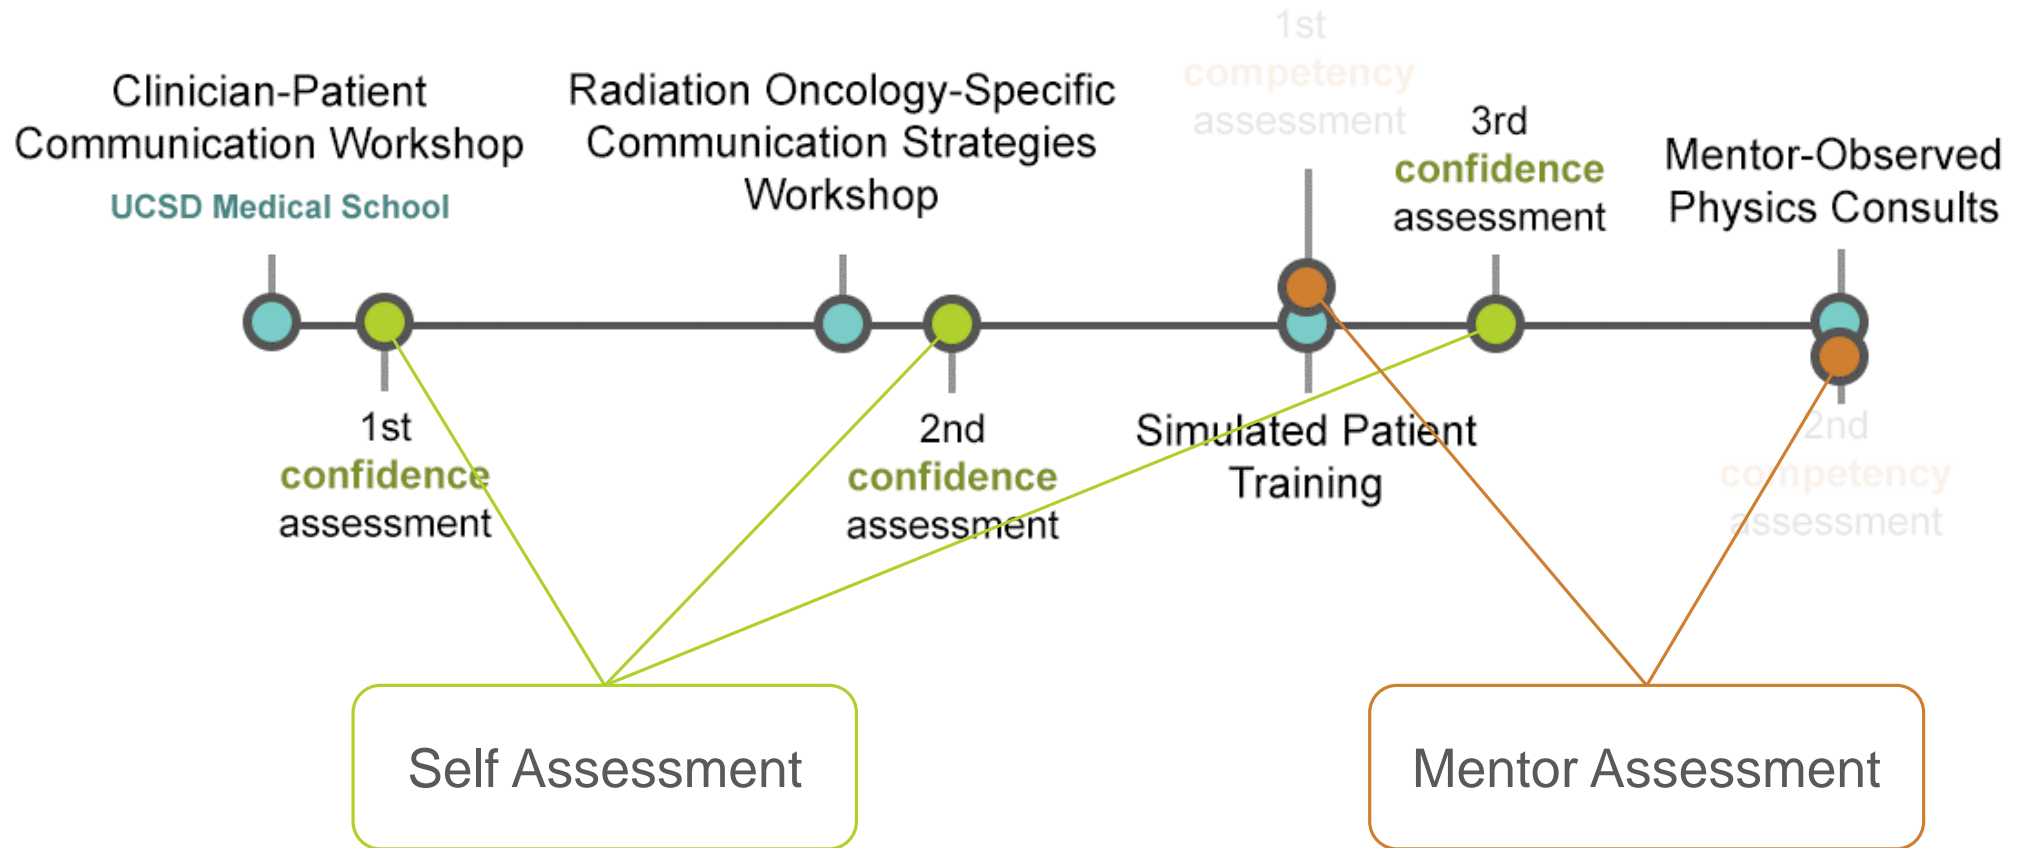 Clinician-Patient
Communication Workshop
UCSD Medical School
1st
confidence
assessment
Radiation Oncology-Specific
Communication Strategies
Workshop
2nd
confidence
assessment
1st
competency
assessment
Simulated Patient
Training
3rd
confidence
assessment
Mentor-Observed
Physics Consults
2nd
competency
assessment
Self Assessment
Mentor Assessment